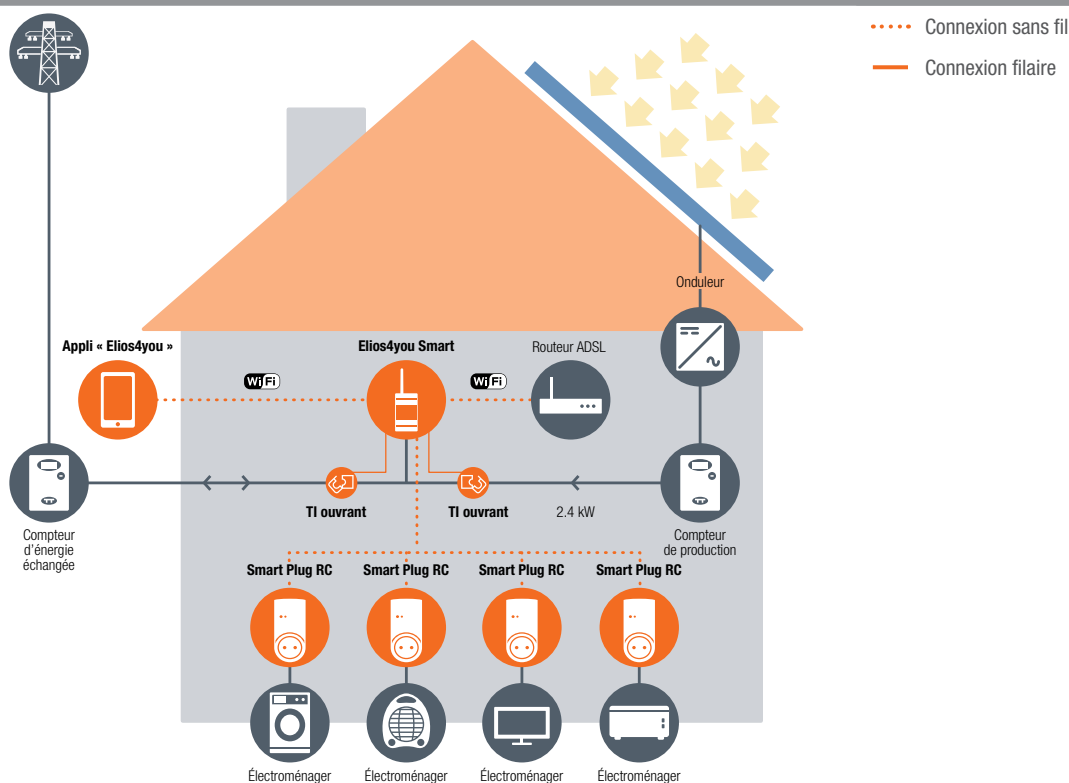 Connexion sans fil
Connexion filaire
Onduleur
Appli « Elios4you »
Elios4you Smart
Routeur ADSL
WiFi
WiFi
TI ouvrant
TI ouvrant
2.4 kW
Compteur
d'énergie
échangée
Compteur
de production
Smart Plug RC
Smart Plug RC
Smart Plug RC
Smart Plug RC
Électroménager
Électroménager
Électroménager
Électroménager